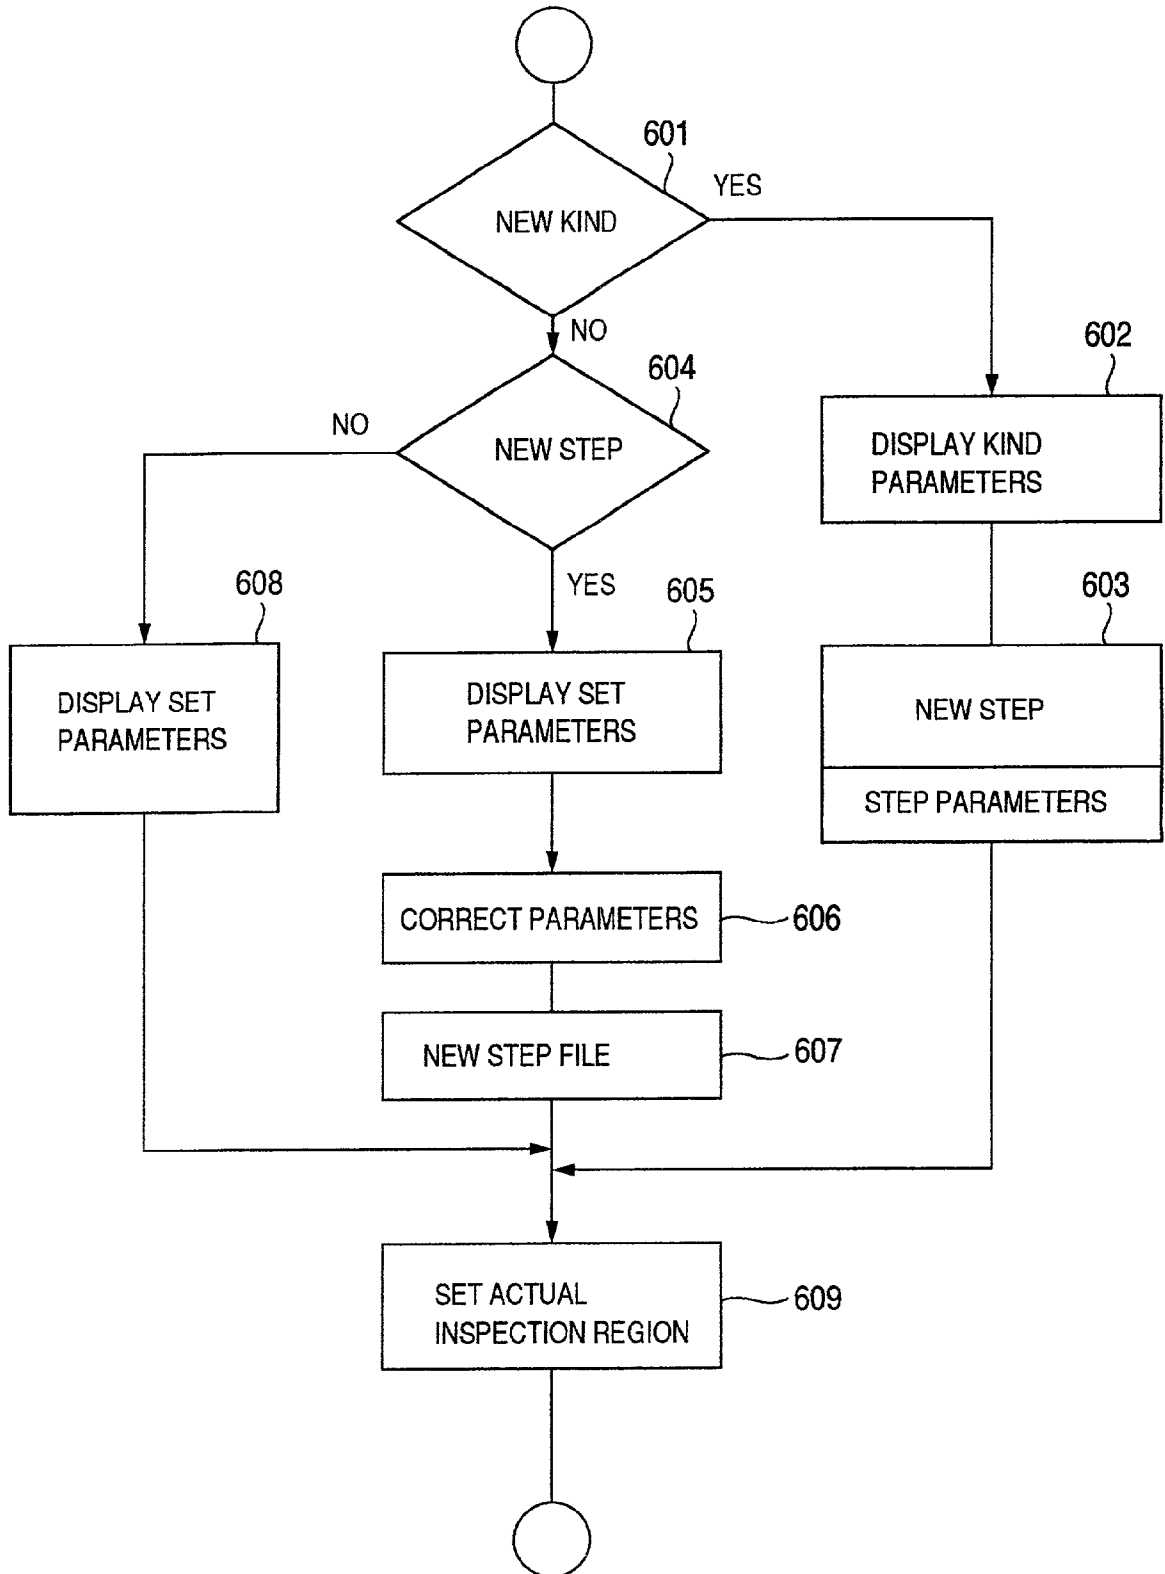 601
YES
NEW KIND
NO
602
604
NO
NEW STEP
DISPLAY KIND
PARAMETERS
608
YES
605
603
DISPLAY SET
PARAMETERS
DISPLAY SET
PARAMETERS
NEW STEP
STEP PARAMETERS
CORRECT PARAMETERS
606
NEW STEP FILE
607
SET ACTUAL
INSPECTION REGION
609